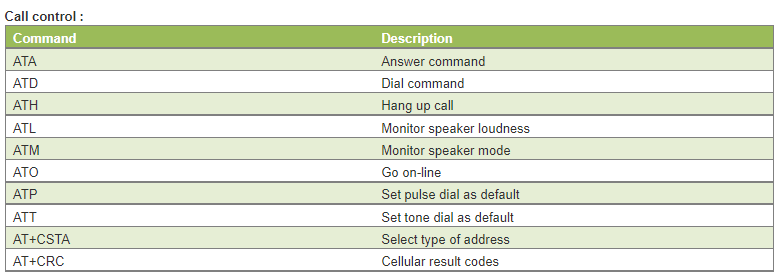 Call control :
Command Description
ATA Answer command
ATD Dial command
ATH Hang up call
ATL Monitor speaker loudness
ATM Monitor speaker mode
ATO Go on-line
ATP Set pulse dial as default
ATT Set tone dial as default
AT+CSTA Select type of address
AT+CRC Cellular result codes